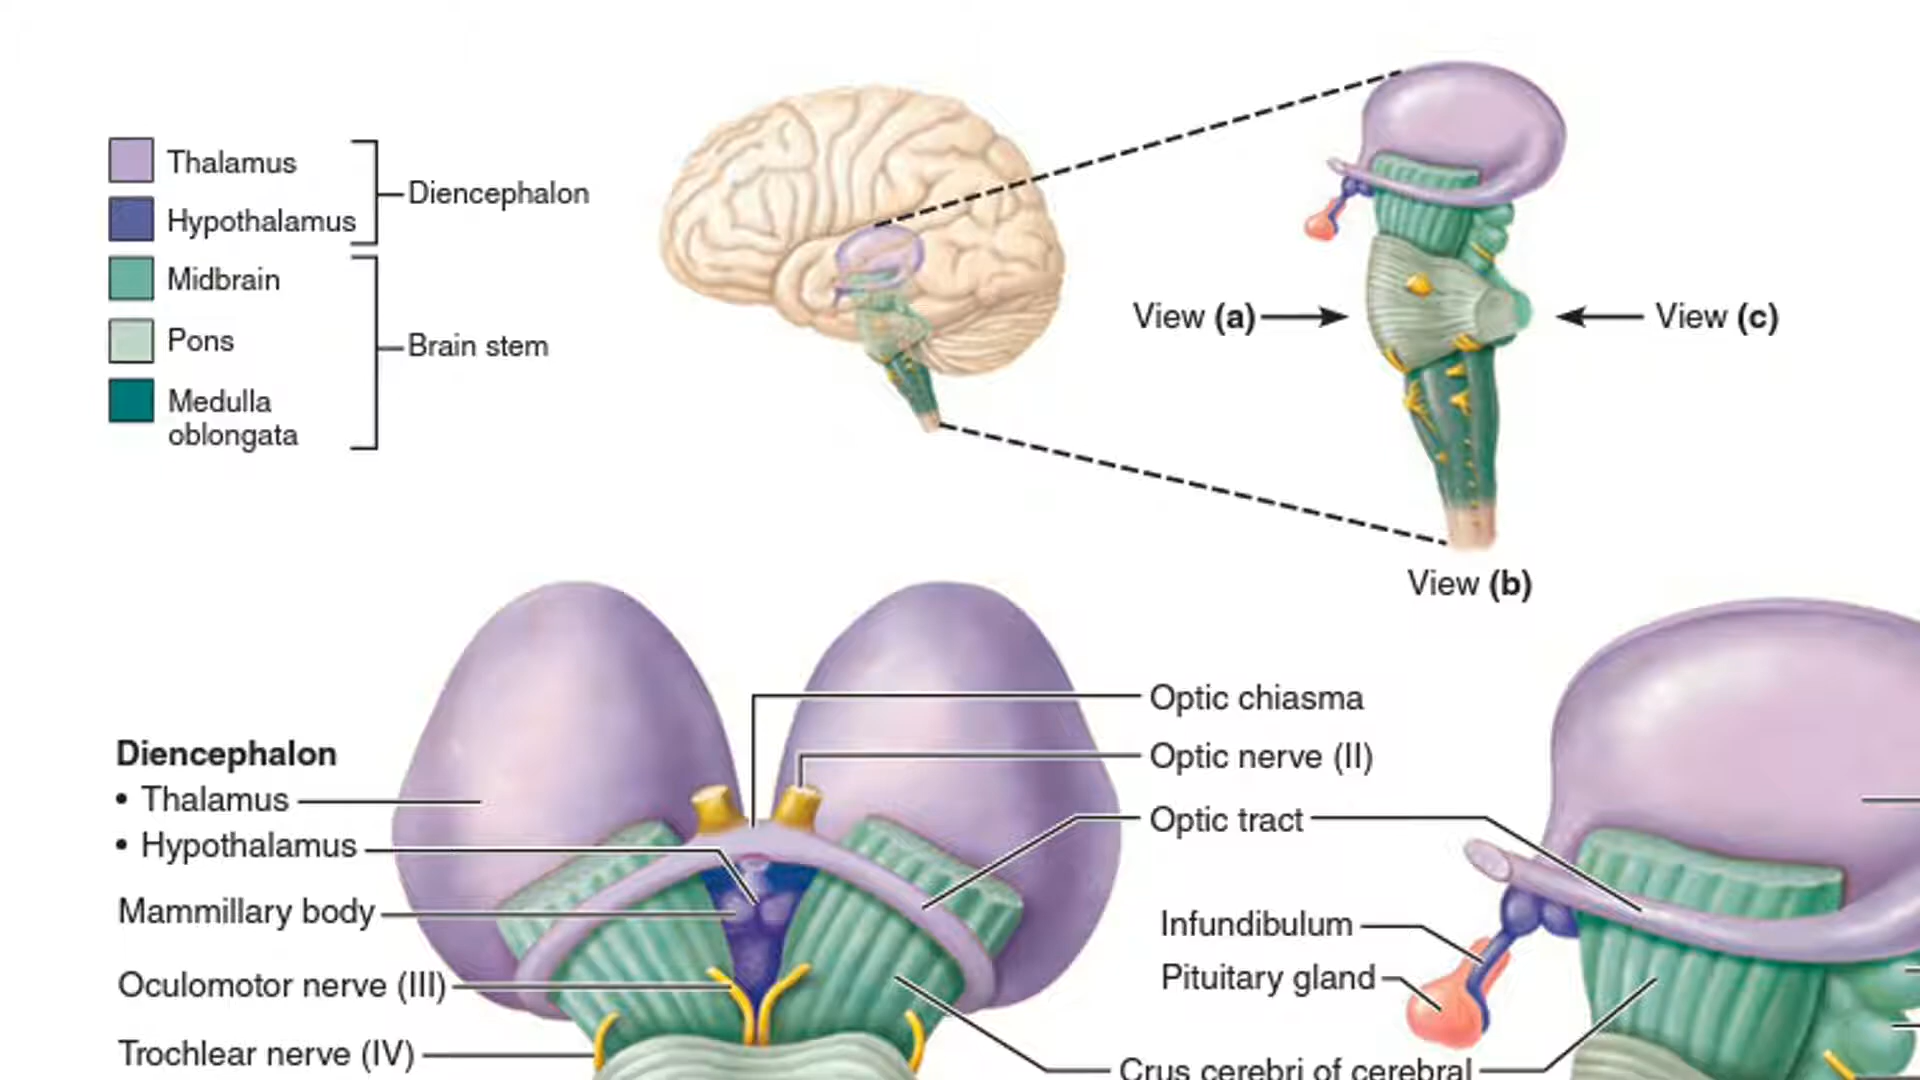 Thalamus
Hypothalamus
Diencephalon
Midbrain
Pons
Medulla
oblongata
Brain stem
View (a)
View (c)
View (b)
Diencephalon
• Thalamus
• Hypothalamus
Mammillary body
Oculomotor nerve (III)
Trochlear nerve (IV)
Optic chiasma
Optic nerve (II)
Optic tract
Infundibulum
Pituitary gland
Crus cerebri of cerebral